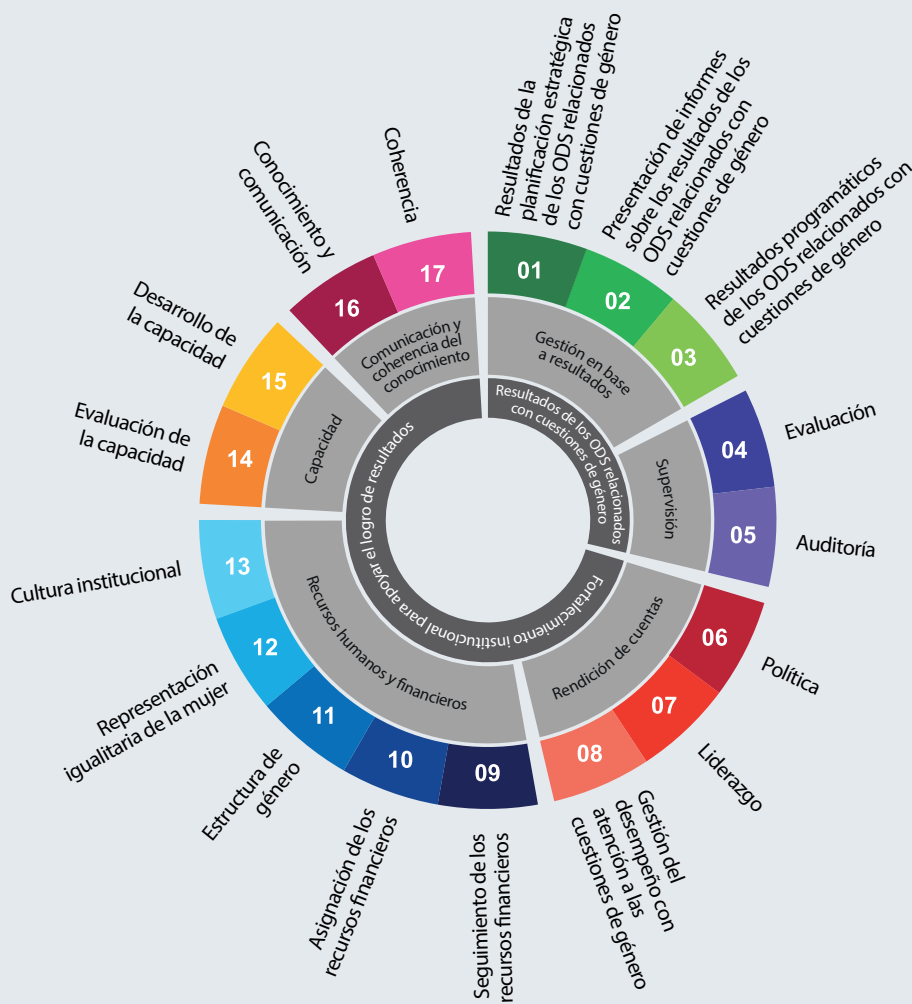 Resultados de la
planificación estratégica
de los ODS relacionados
con cuestiones de género
Presentación de informes
sobre los resultados de los
ODS relacionados con
cuestiones de género
Resultados programáticos
de los ODS relacionados con
cuestiones de género
Evaluación
Auditoría
Política
Liderazgo
Gestión del
desempeño con
atención a las
cuestiones de género
Seguimiento de los
recursos financieros
Asignación de los
recursos financieros
Estructura de
género
Representación
igualitaria de la mujer
Cultura institucional
Evaluación de
la capacidad
Desarrollo de
la capacidad
Conocimiento y
comunicación
Coherencia
01
02
03
04
05
06
07
08
09
10
11
12
13
14
15
16
17
Gestión en base
a resultados
Supervisión
Rendición de cuentas
Recursos humanos y financieros
Capacidad
Comunicación y
coherencia del
conocimiento
Resultados de los ODS relacionados
con cuestiones de género
Fortalecimiento institucional para apoyar el logro de resultados